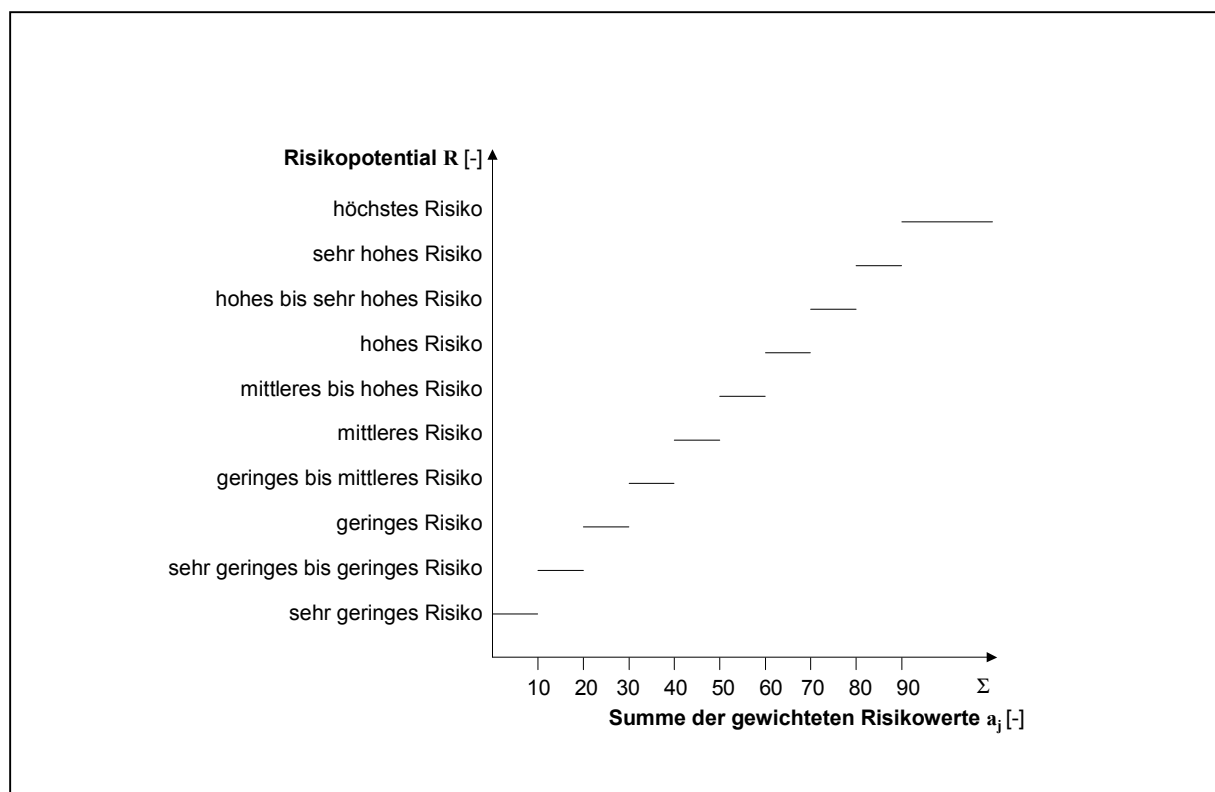 Risikopotential R [-]
höchstes Risiko
sehr hohes Risiko
hohes bis sehr hohes Risiko
hohes Risiko
mittleres bis hohes Risiko
mittleres Risiko
geringes bis mittleres Risiko
geringes Risiko
sehr geringes bis geringes Risiko
sehr geringes Risiko
10 20 30 40 50 60 70 80 90 Σ
Summe der gewichteten Risikowerte aj [-]